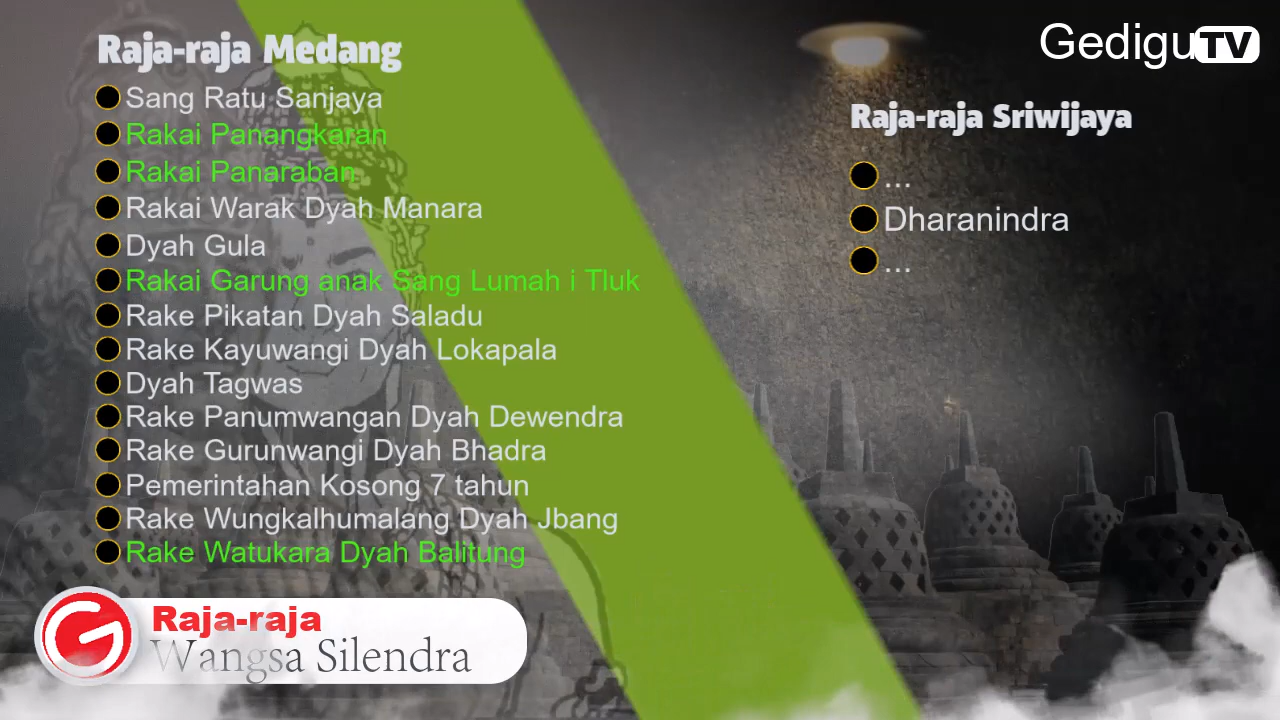 Raja-raja Medang
Sang Ratu Sanjaya
Rakai Panangkaran
Rakai Panaraban
Rakai Warak Dyah Manara
Dyah Gula
Rakai Garung anak Sang Lumah i Tluk
Rake Pikatan Dyah Saladu
Rake Kayuwangi Dyah Lokapala
Dyah Tagwas
Rake Panumwangan Dyah Dewendra
Rake Gurunwangi Dyah Bhadra
Pemerintahan Kosong 7 tahun
Rake Wungkalhumalang Dyah Jbang
Rake Watukara Dyah Balitung
GediguTV
Raja-raja Sriwijaya
...
Dharanindra
...
G
Raja-raja
Wangsa Silendra